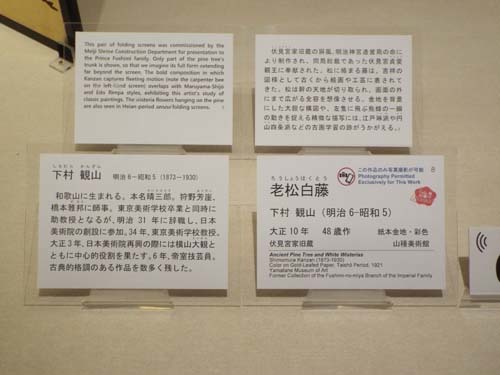 This pair of folding screens was commissioned by the
Meiji Shrine Construction Department for presentation to
the Prince Fushimi family. Only part of the pine tree's
trunk is shown, so that we imagine its full form extending
far beyond the screen. The bold composition in which
Kanzan captures fleeting motion (note the carpenter bee
on the left-hand screen) overlaps with Maruyama-Shijo
and Edo Rimpa styles, exhibiting this artist's study of
classic paintings. The wisteria flowers hanging on the pine
are also seen in Heian period folding screens.
伏見宮家旧蔵の屏風。明治神宮造営局の命に
より制作され、同局総裁であった伏見宮貞愛
親王に奉献された。松に絡まる藤は、吉祥の
図様として古くから絵画や工芸に表されてき
た。松は幹の天地が切り取られ、画面の外
にまで広がる全容を想像させる。金地を背景
にした大胆な構図や、左隻に飛ぶ熊蜂の一瞬
の動きを捉える精緻な描写には、江戸琳派や円
山四条派などの古画学習の跡がうかがえる。
しもむら かんざん
下村 観山 明治6-昭和5 (1873-1930)
和歌山に生まれる。本名晴三郎。狩野芳崖、
橋本雅邦に師事。東京美術学校卒業と同時に
助教授となるが、明治31年に辞職し、日本
美術院の創設に参加。34年、東京美術学校教授。
大正3年、日本美術院再興の際には横山大観と
ともに中心的役割を果たす。6年、帝室技芸員。
古典的格調のある作品を数多く残した。
この作品のみ写真撮影が可能
Photography Permitted
Exclusively for This Work
8
ろうしょうはくとう
老松白藤
下村 観山 (明治6-昭和5)
大正10年 48歳作 紙本金地・彩色
伏見宮家旧蔵 山種美術館
Ancient Pine Tree and White Wisterias
Shimomura Kanzan (1873-1930)
Color on Gold-Leafed Paper, Taishō Period, 1921
Yamatane Museum of Art
Former Collection of the Fushimi-no-miya Branch of the Imperial Family